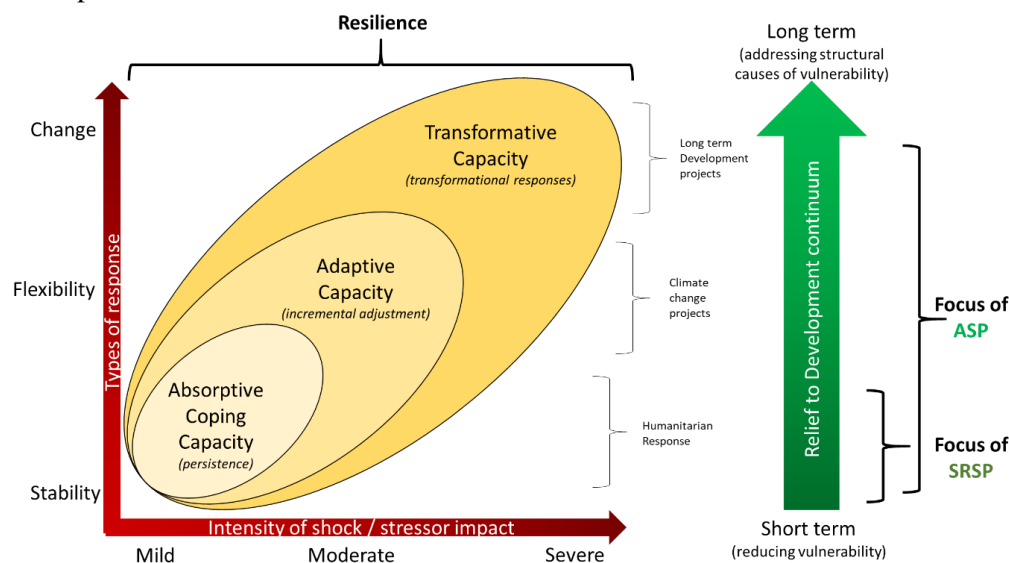 Resilience
Long term
(addressing structural
causes of vulnerability)
Change
Transformative
Capacity
(transformational responses)
Long term
Development
projects
Types of response
Flexibility
Adaptive
Capacity
(incremental adjustment)
Climate
change
projects
Relief to Development continuum
Focus of
ASP
Absorptive
Coping
Capacity
(persistence)
Humanitarian
Response
Focus of
SRSP
Stability
Intensity of shock / stressor impact
Mild
Moderate
Severe
Short term
(reducing vulnerability)